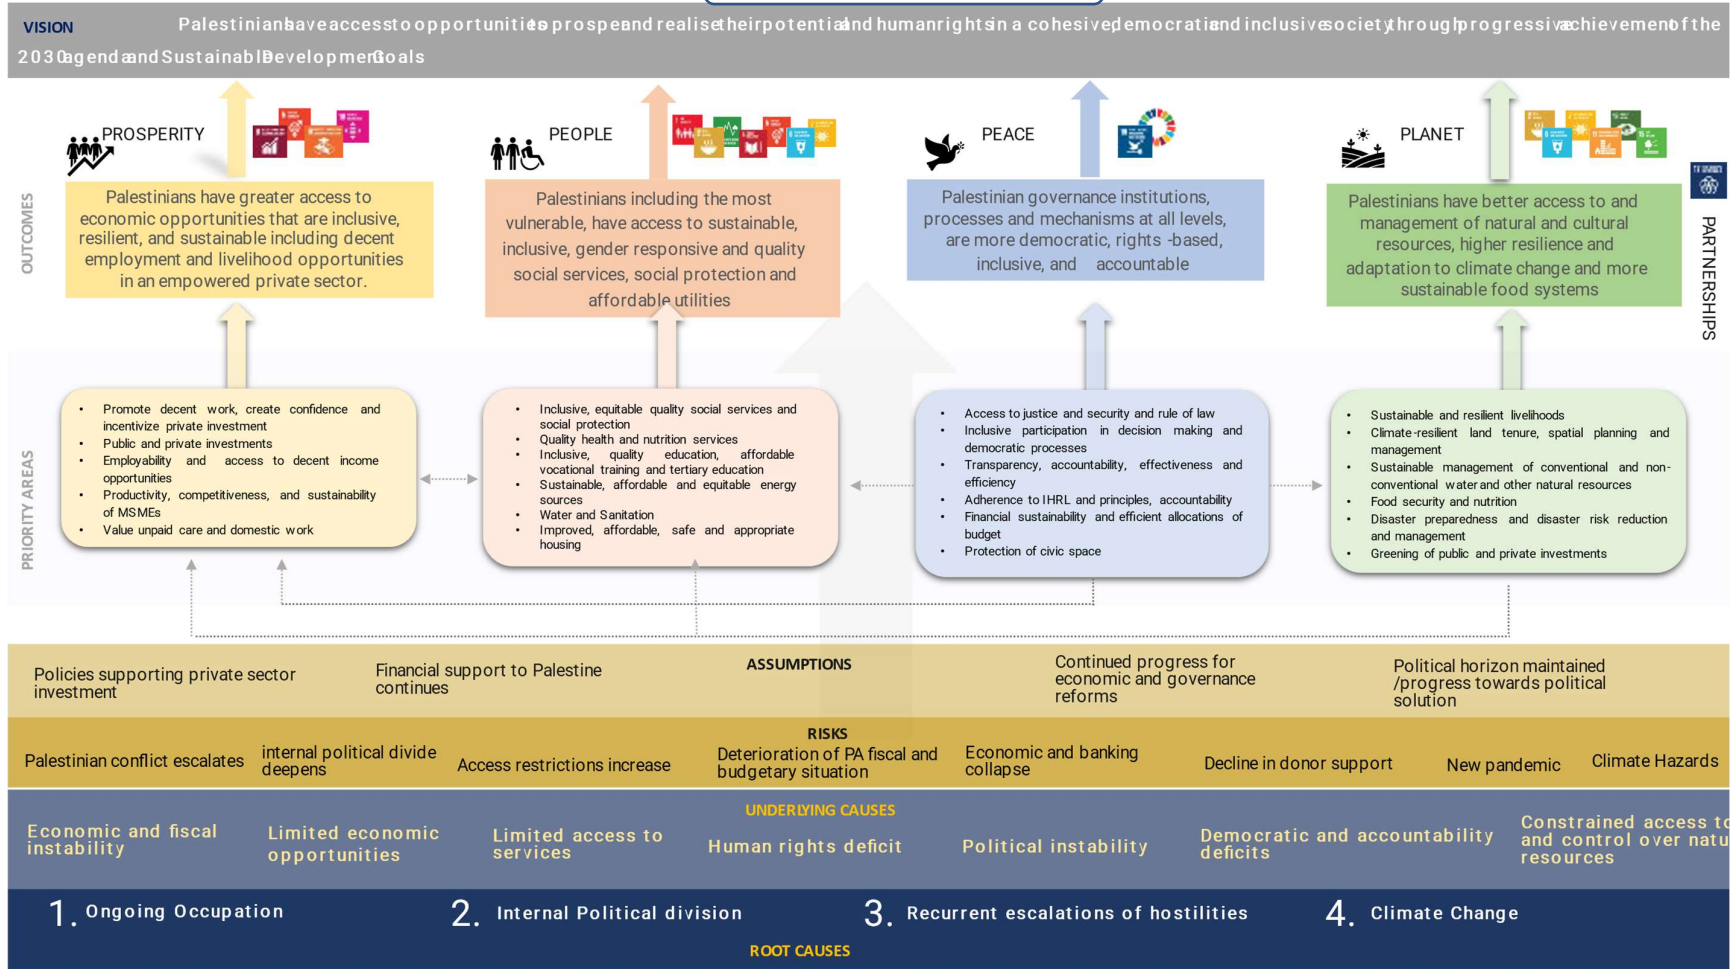 VISION Palestinians have access to opportunities to prosper and realise their potential and human rights in a cohesive, democratic and inclusive society through progressive achievement of the
2030 agenda and Sustainable Development Goals
PROSPERITY
PEOPLE
PEACE
PLANET
OUTCOMES
Palestinians have greater access to
economic opportunities that are inclusive,
resilient, and sustainable including decent
employment and livelihood opportunities
in an empowered private sector.
Palestinians including the most
vulnerable, have access to sustainable,
inclusive, gender responsive and quality
social services, social protection and
affordable utilities
Palestinian governance institutions,
processes and mechanisms at all levels,
are more democratic, rights -based,
inclusive, and accountable
Palestinians have better access to and
management of natural and cultural
resources, higher resilience and
adaptation to climate change and more
sustainable food systems
PARTNERSHIPS
PRIORITY AREAS
• Promote decent work, create confidence and
incentivize private investment
• Public and private investments
• Employability and access to decent income
opportunities
• Productivity, competitiveness, and sustainability
of MSMEs
• Value unpaid care and domestic work
• Inclusive, equitable quality social services and
social protection
• Quality health and nutrition services
• Inclusive, quality education, affordable
vocational training and tertiary education
• Sustainable, affordable and equitable energy
sources
• Water and Sanitation
• Improved, affordable, safe and appropriate
housing
• Access to justice and security and rule of law
• Inclusive participation in decision making and
democratic processes
• Transparency, accountability, effectiveness and
efficiency
• Adherence to IHRL and principles, accountability
• Financial sustainability and efficient allocations of
budget
• Protection of civic space
• Sustainable and resilient livelihoods
• Climate-resilient land tenure, spatial planning and
management
• Sustainable management of conventional and non-
conventional water and other natural resources
• Food security and nutrition
• Disaster preparedness and disaster risk reduction
and management
• Greening of public and private investments
ASSUMPTIONS
Policies supporting private sector
investment
Financial support to Palestine
continues
Continued progress for
economic and governance
reforms
Political horizon maintained
/progress towards political
solution
RISKS
Palestinian conflict escalates
internal political divide
deepens
Access restrictions increase
Deterioration of PA fiscal and
budgetary situation
Economic and banking
collapse
Decline in donor support
New pandemic
Climate Hazards
UNDERLYING CAUSES
Economic and fiscal
instability
Limited economic
opportunities
Limited access to
services
Human rights deficit
Political instability
Democratic and accountability
deficits
Constrained access to
and control over natu
resources
1. Ongoing Occupation
2. Internal Political division
3. Recurrent escalations of hostilities
4. Climate Change
ROOT CAUSES